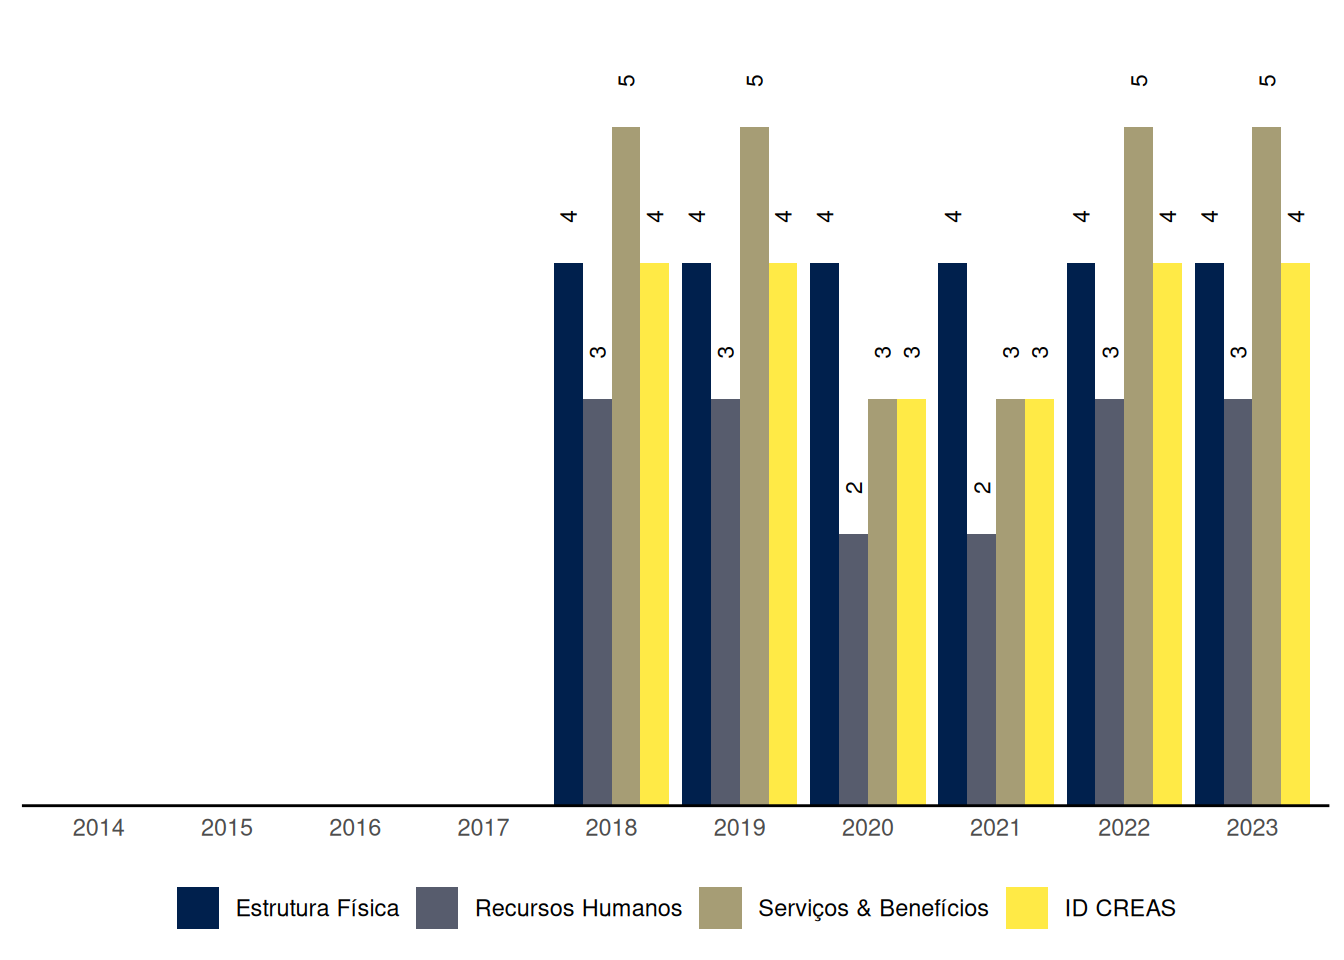 5 5 5 5
4 4 4 4 4 4 4 4 4 4
3 3 3 3 3 3 3 3
2 2
2014 2015 2016 2017 2018 2019 2020 2021 2022 2023
Estrutura Física Recursos Humanos Serviços & Benefícios ID CREAS